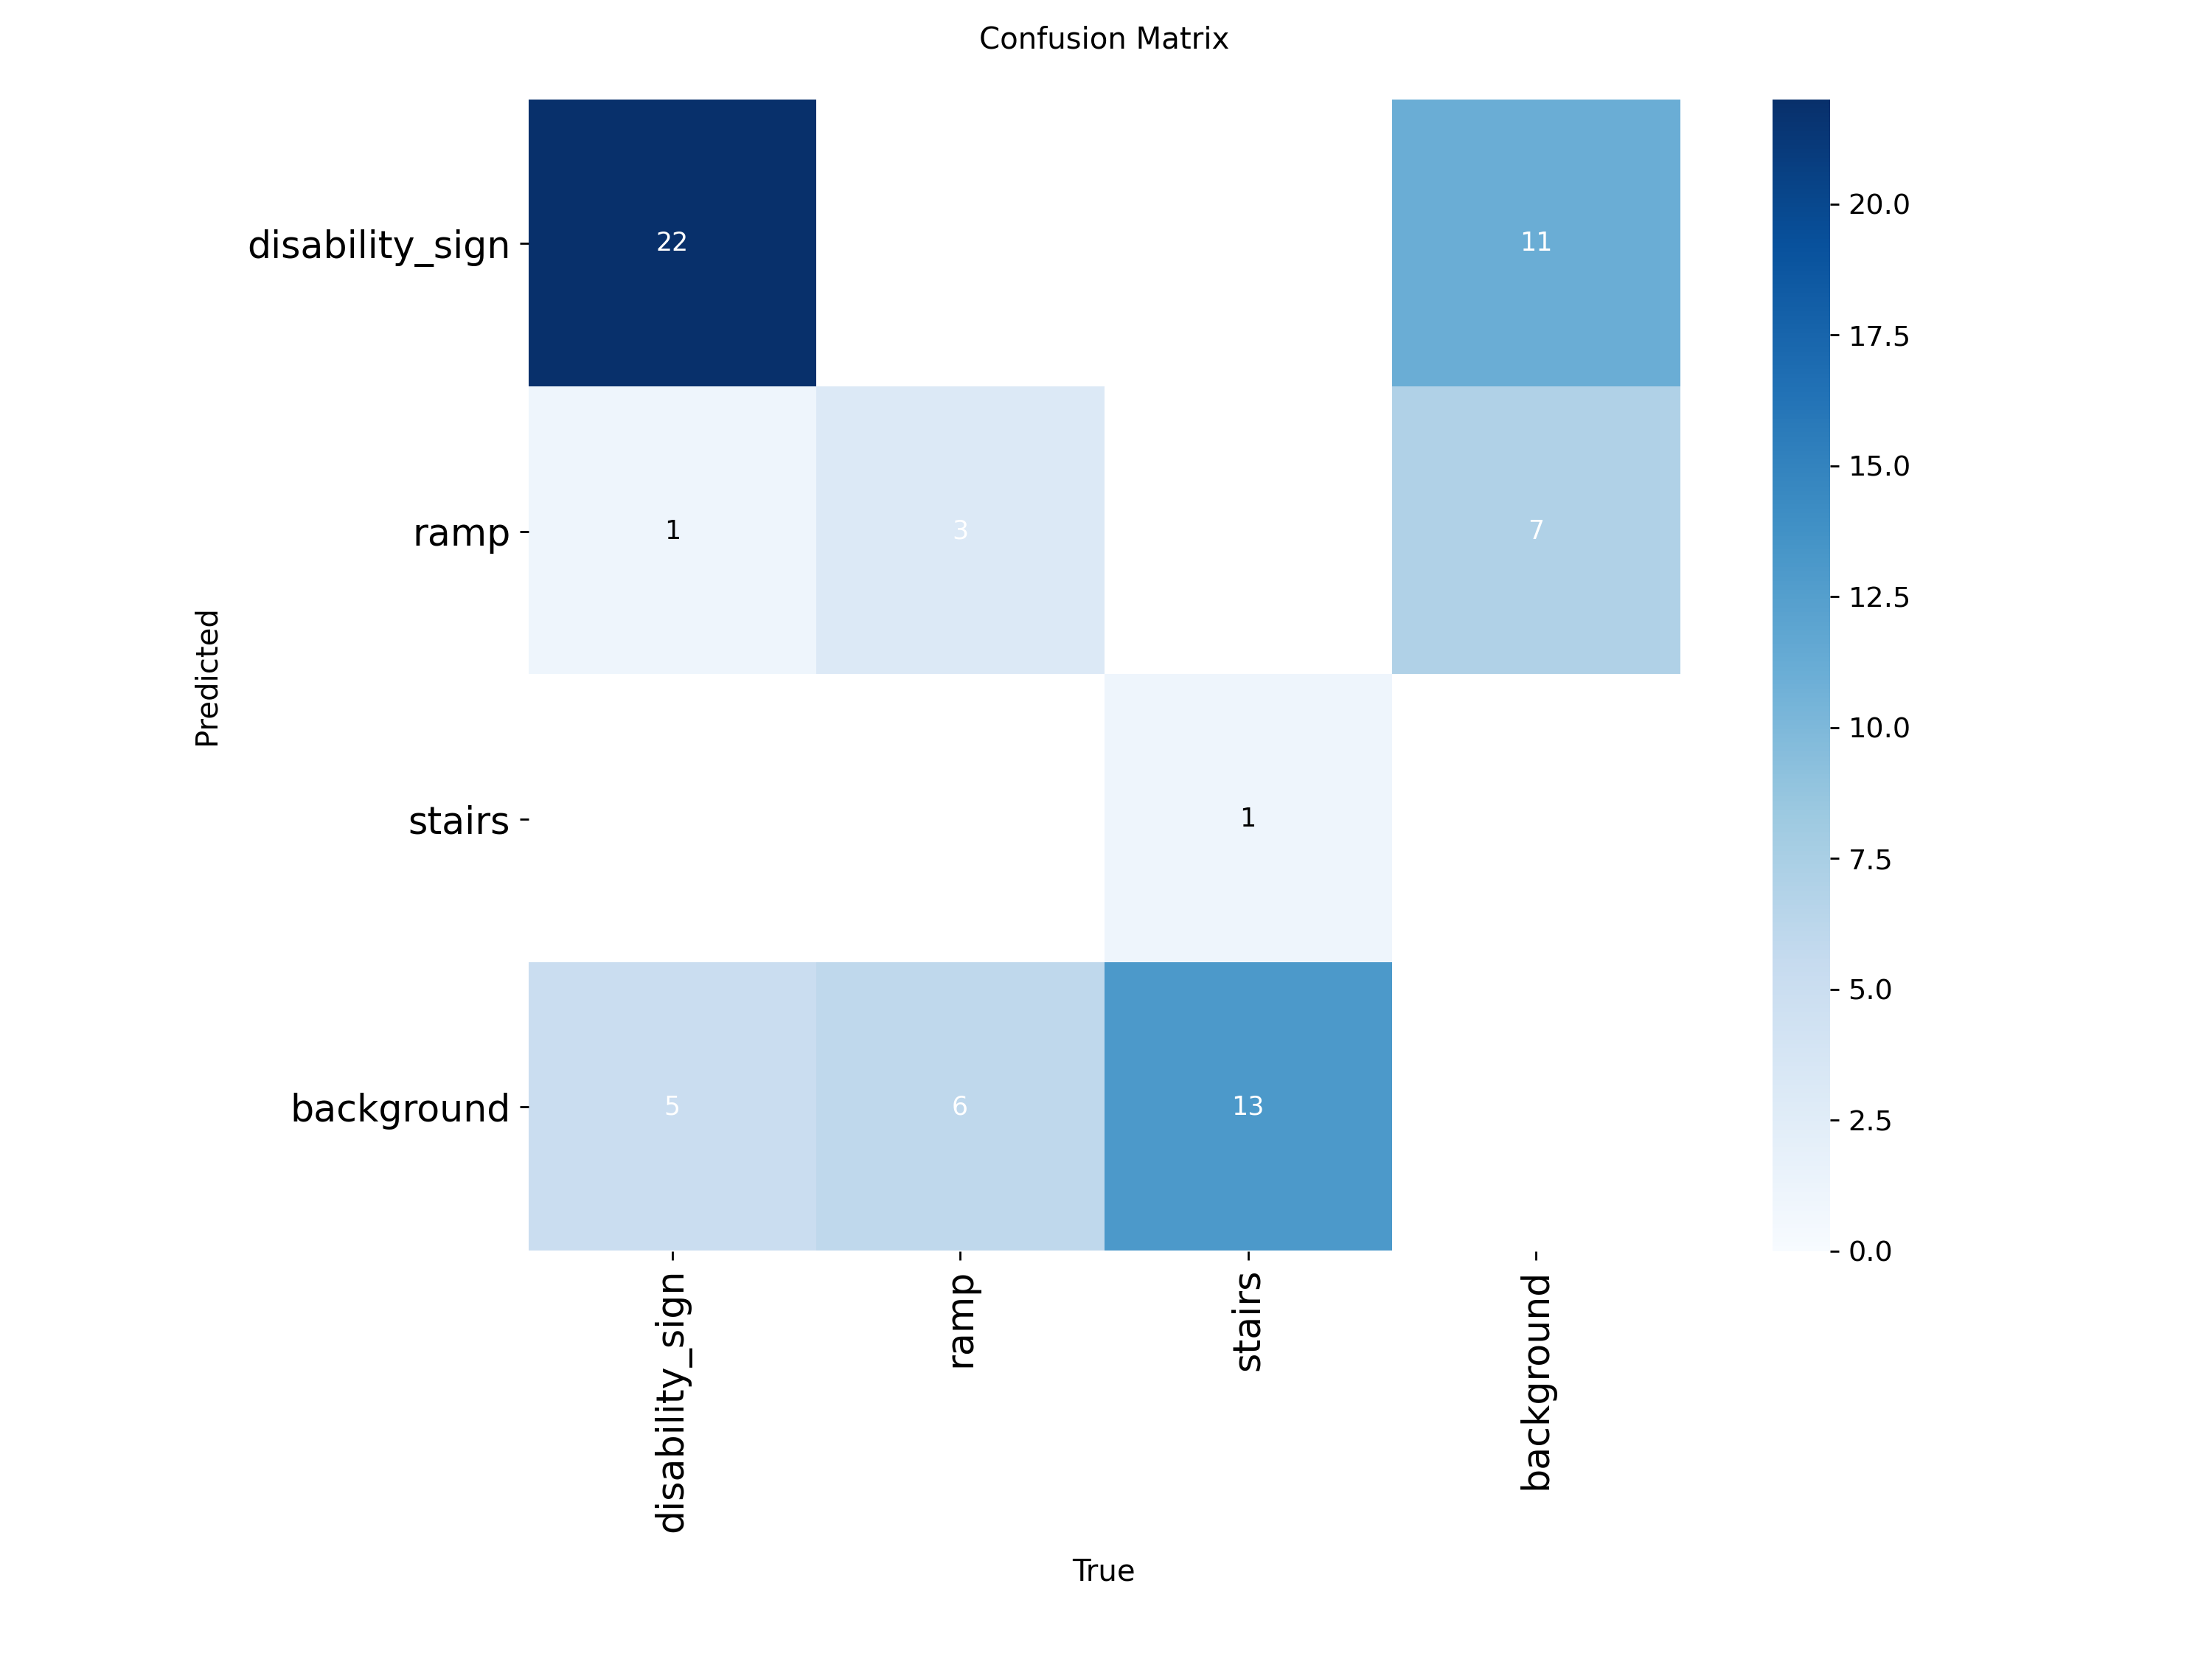 Confusion Matrix
disability_sign
22
11
ramp
1
3
7
stairs
1
background
5
6
13
Predicted
disability_sign
ramp
stairs
background
True
20.0
17.5
15.0
12.5
10.0
7.5
5.0
2.5
0.0